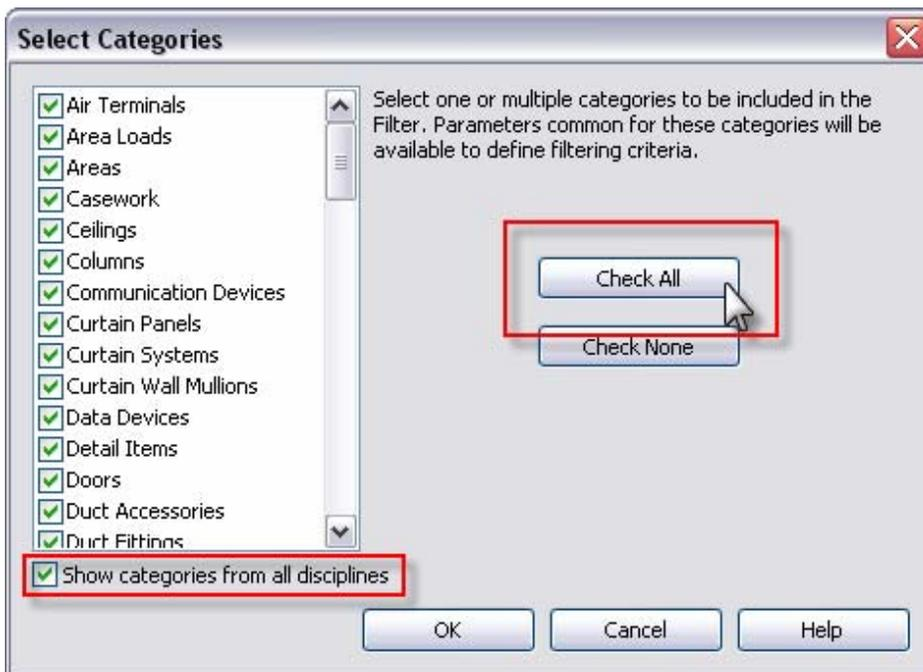 Select Categories
Air Terminals
Area Loads
Areas
Casework
Ceilings
Columns
Communication Devices
Curtain Panels
Curtain Systems
Curtain Wall Mullions
Data Devices
Detail Items
Doors
Duct Accessories
Duct Fittings
Show categories from all disciplines
Select one or multiple categories to be included in the
Filter. Parameters common for these categories will be
available to define filtering criteria.
Check All
Check None
OK
Cancel
Help